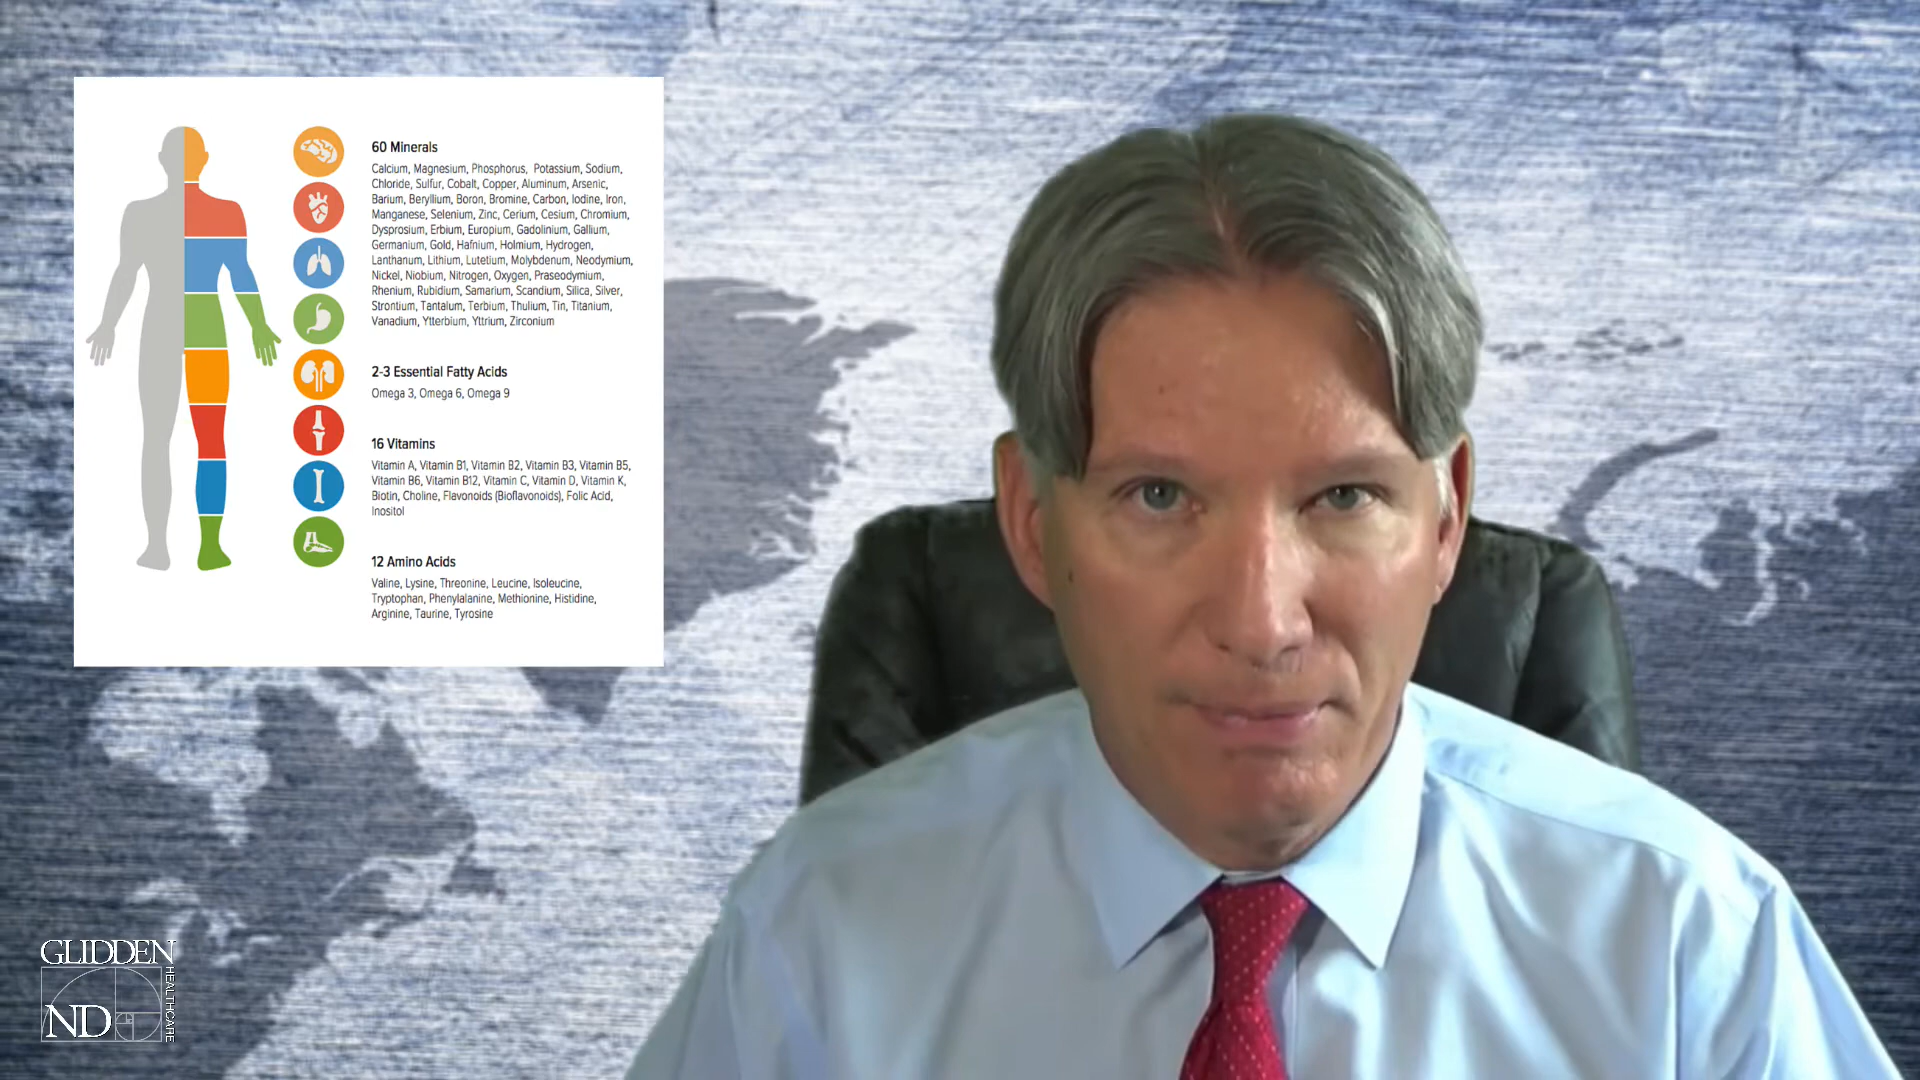 60 Minerals
Calcium, Magnesium, Phosphorus, Potassium, Sodium,
Chloride, Sulfur, Cobalt, Copper, Aluminum, Arsenic,
Barium, Beryllium, Boron, Bromine, Carbon, Iodine, Iron,
Manganese, Selenium, Zinc, Cerium, Cesium, Chromium,
Dysprosium, Erbium, Europium, Gadolinium, Gallium,
Germanium, Gold, Hafnium, Holmium, Hydrogen,
Lanthanum, Lithium, Lutetium, Molybdenum, Neodymium,
Nickel, Niobium, Nitrogen, Oxygen, Praseodymium,
Rhenium, Rubidium, Samarium, Scandium, Silica, Silver,
Strontium, Tantalum, Terbium, Thulium, Tin, Titanium,
Vanadium, Ytterbium, Yttrium, Zirconium
2-3 Essential Fatty Acids
Omega 3, Omega 6, Omega 9
16 Vitamins
Vitamin A, Vitamin B1, Vitamin B2, Vitamin B3, Vitamin B5,
Vitamin B6, Vitamin B12, Vitamin C, Vitamin D, Vitamin K,
Biotin, Choline, Flavonoids (Bioflavonoids), Folic Acid,
Inositol
12 Amino Acids
Valine, Lysine, Threonine, Leucine, Isoleucine,
Tryptophan, Phenylalanine, Methionine, Histidine,
Arginine, Taurine, Tyrosine
GLIDDEN
HEALTHCARE
ND